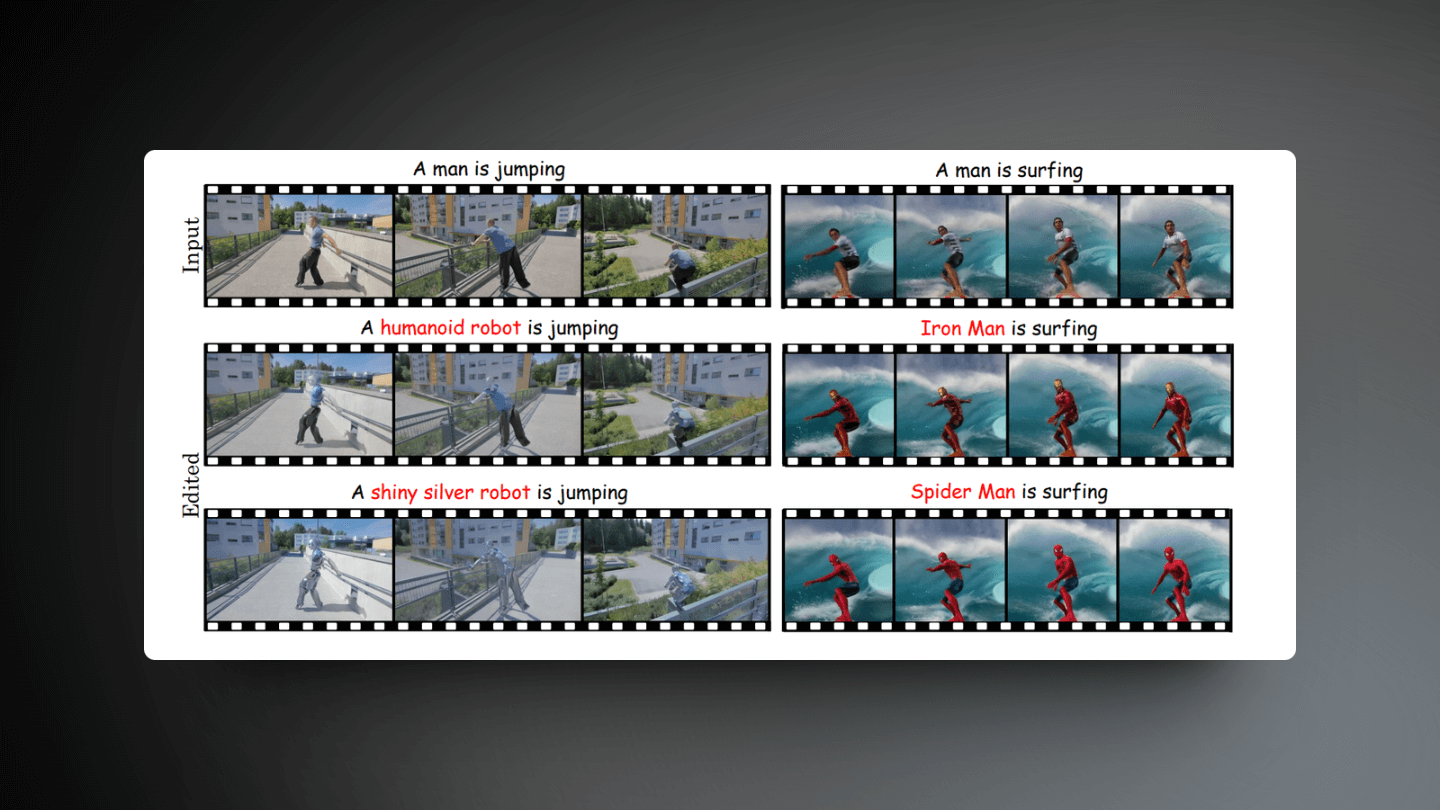 A man is jumping
A man is surfing
Input
A humanoid robot is jumping
Iron Man is surfing
Edited
A shiny silver robot is jumping
Spider Man is surfing